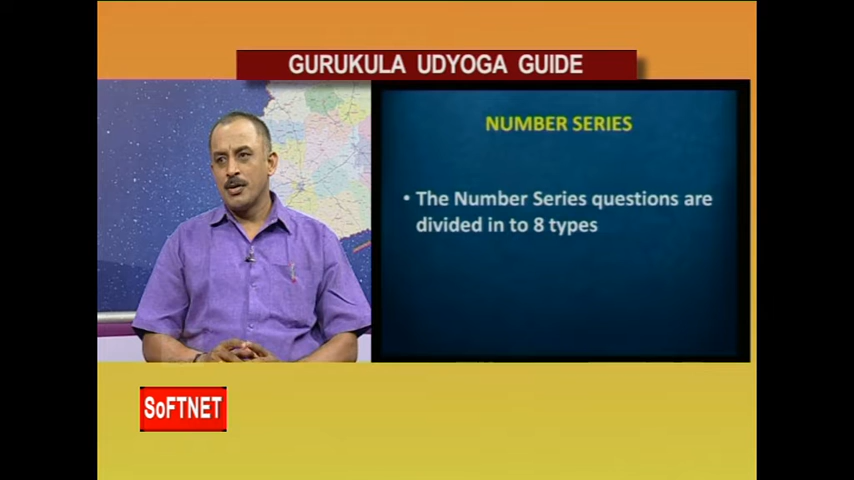 GURUKULA UDYOGA GUIDE
NUMBER SERIES
• The Number Series questions are
divided in to 8 types
SoFTNET